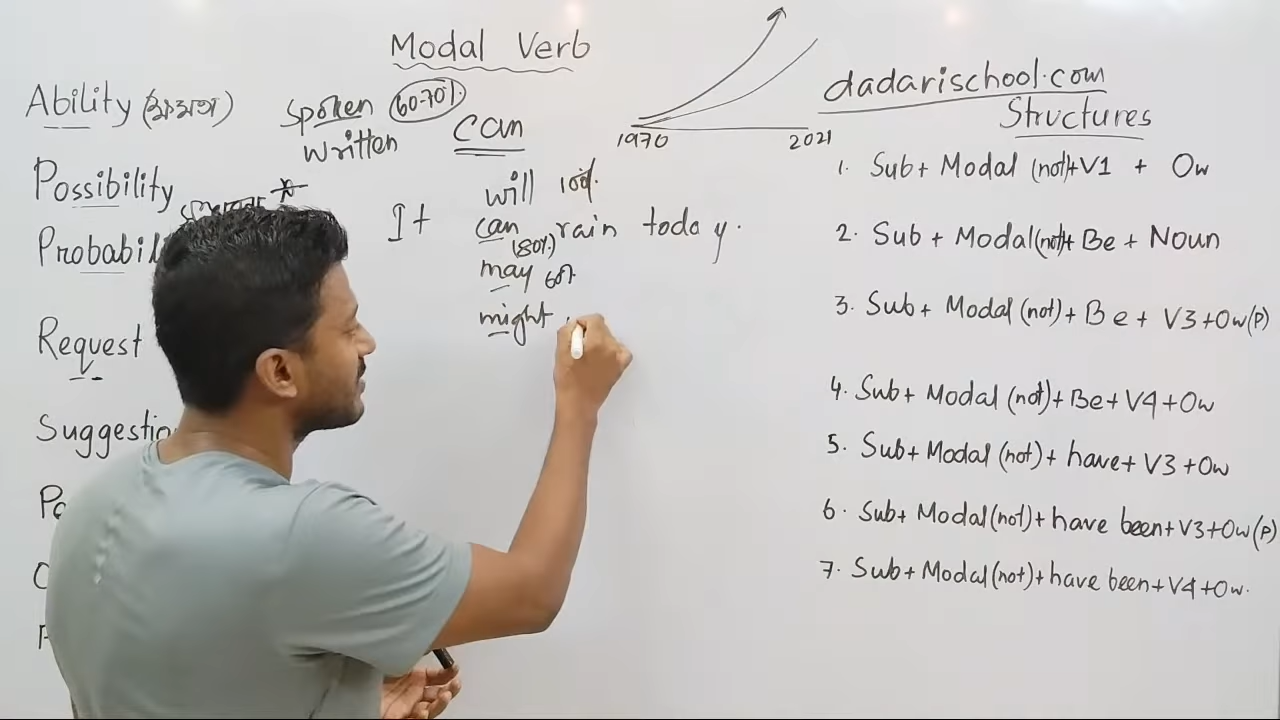 Modal Verb
Ability (ক্ষমতা)
Possibility
Probabili
Request
Suggestio
Spoken 60-70%
Written
can
will 100%
It can rain today.
(80%)
may 60%
might
1970 2021
dadarischool.com
Structures
1. Sub+ Modal (not)+V1 + Ow
2. Sub + Modal(not)+ Be + Noun
3. Sub+ Modal (not)+ Be + V3+Ow(P)
4. Sub+ Modal (not)+Be+V4+Ow
5. Sub+ Modal (not)+ have+ V3+Ow
6. Sub+ Modal(not)+have been+V3+Ow(P)
7. Sub+Modal(not)+have been+V4+Ow.